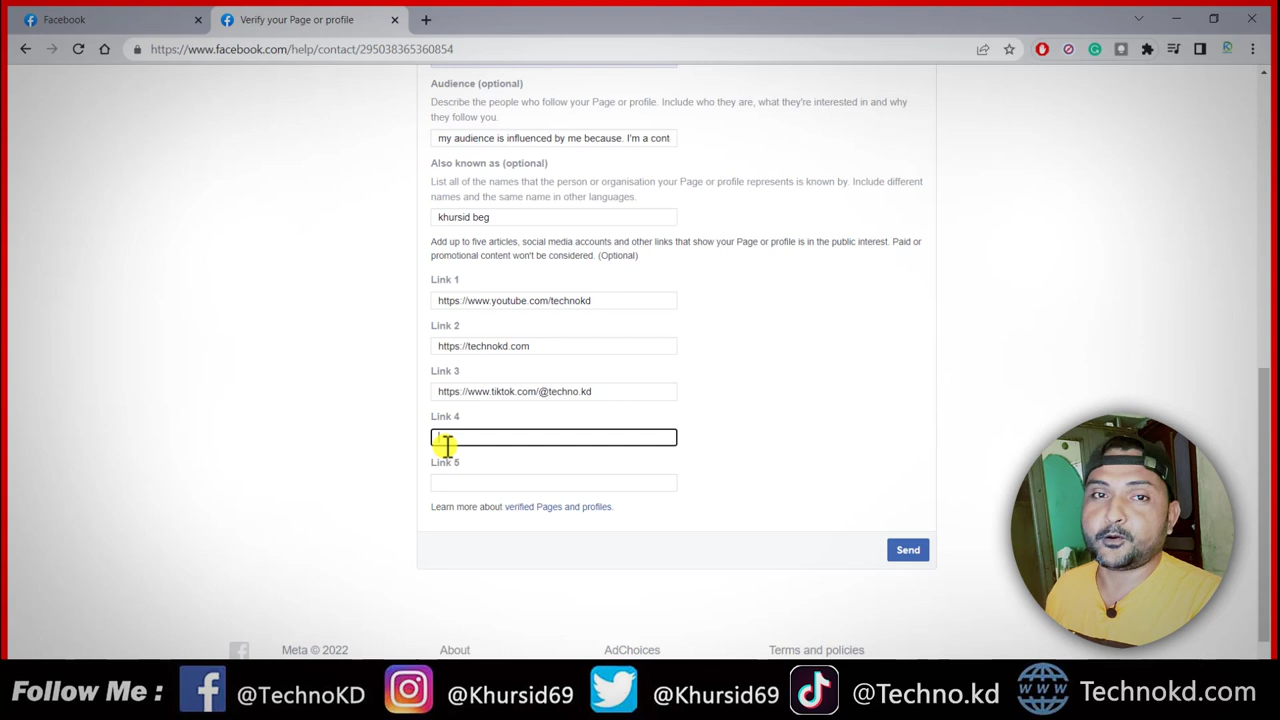 Facebook
Verify your Page or profile
https://www.facebook.com/help/contact/295038365360854
Audience (optional)
Describe the people who follow your Page or profile. Include who they are, what they're interested in and why
they follow you.
my audience is influenced by me because. I'm a cont
Also known as (optional)
List all of the names that the person or organisation your Page or profile represents is known by. Include different
names and the same name in other languages.
khursid beg
Add up to five articles, social media accounts and other links that show your Page or profile is in the public interest. Paid or
promotional content won't be considered. (Optional)
Link 1
https://www.youtube.com/technokd
Link 2
https://technokd.com
Link 3
https://www.tiktok.com/@techno.kd
Link 4
Link 5
Learn more about verified Pages and profiles.
Send
Meta © 2022 About AdChoices Terms and policies
Follow Me : @TechnoKD @Khursid69 @Khursid69 @Techno.kd WWW Technokd.com